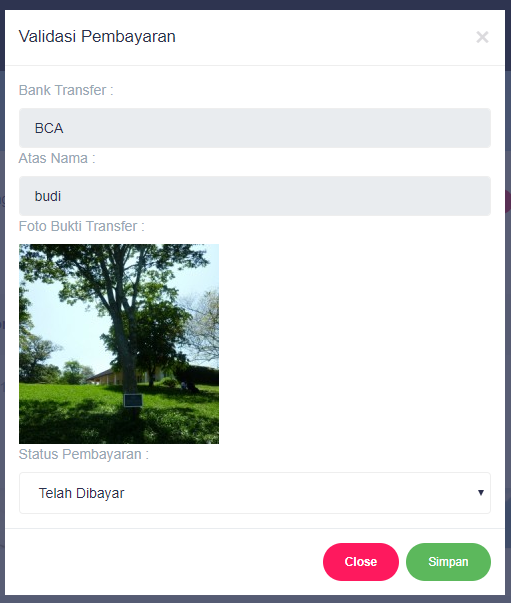 Validasi Pembayaran
×
Bank Transfer :
BCA
Atas Nama :
budi
Foto Bukti Transfer :
Status Pembayaran :
Telah Dibayar
Close
Simpan